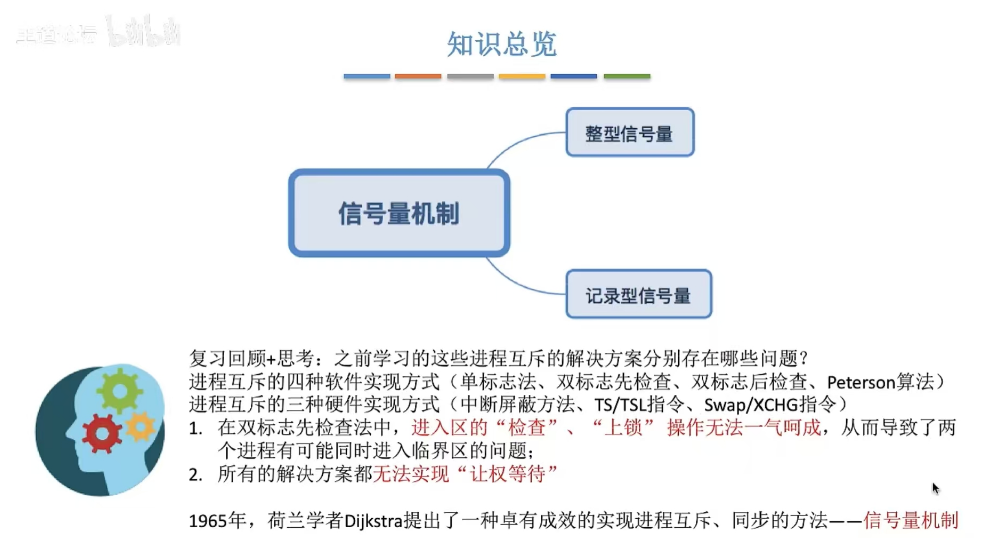 知识总览
整型信号量
信号量机制
记录型信号量
复习回顾+思考：之前学习的这些进程互斥的解决方案分别存在哪些问题？
进程互斥的四种软件实现方式（单标志法、双标志先检查、双标志后检查、Peterson算法）
进程互斥的三种硬件实现方式（中断屏蔽方法、TS/TSL指令、Swap/XCHG指令）
1. 在双标志先检查法中，进入区的“检查”、“上锁” 操作无法一气呵成，从而导致了两
个进程有可能同时进入临界区的问题；
2. 所有的解决方案都无法实现“让权等待”
1965年，荷兰学者Dijkstra提出了一种卓有成效的实现进程互斥、同步的方法——信号量机制